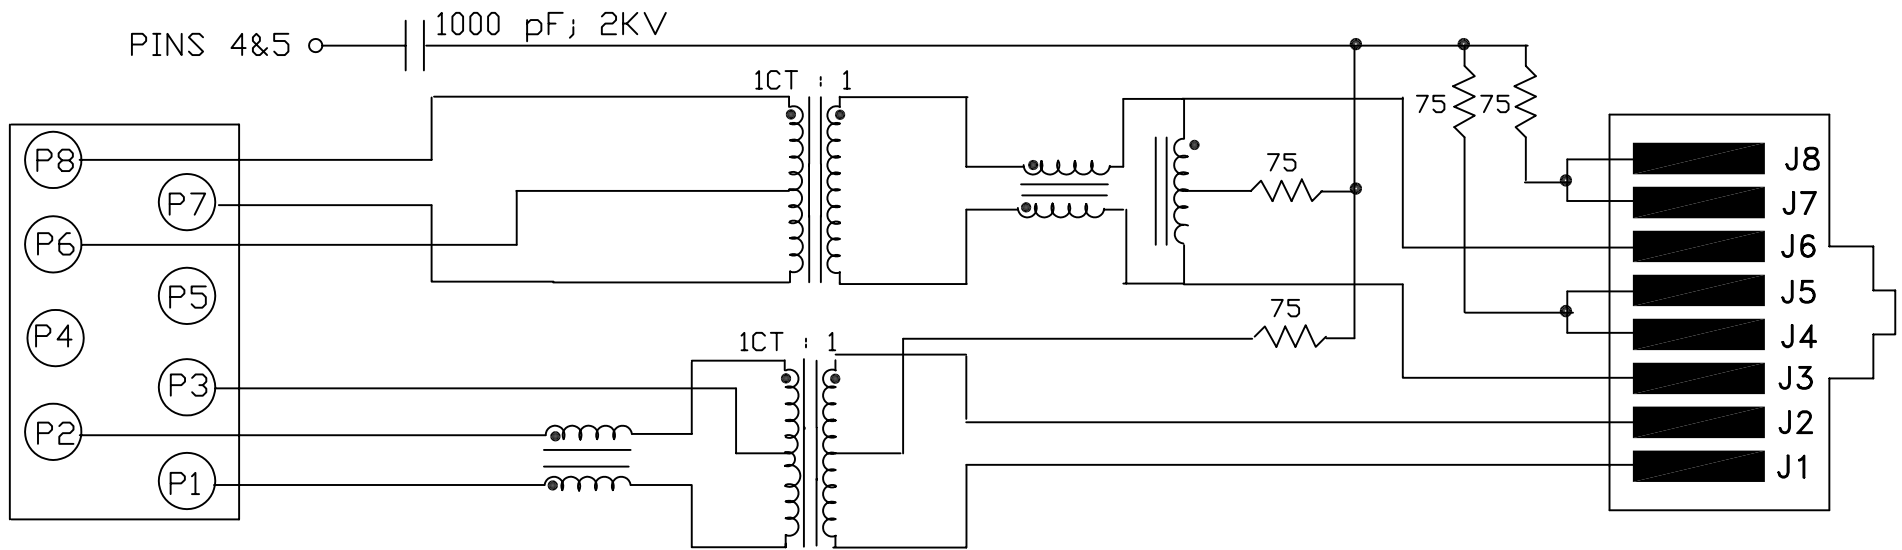 1000 pF; 2KV
PINS 4&5
1CT : 1
75
75
75
75
1CT : 1
P8
P7
P6
P5
P4
P3
P2
P1
J8
J7
J6
J5
J4
J3
J2
J1